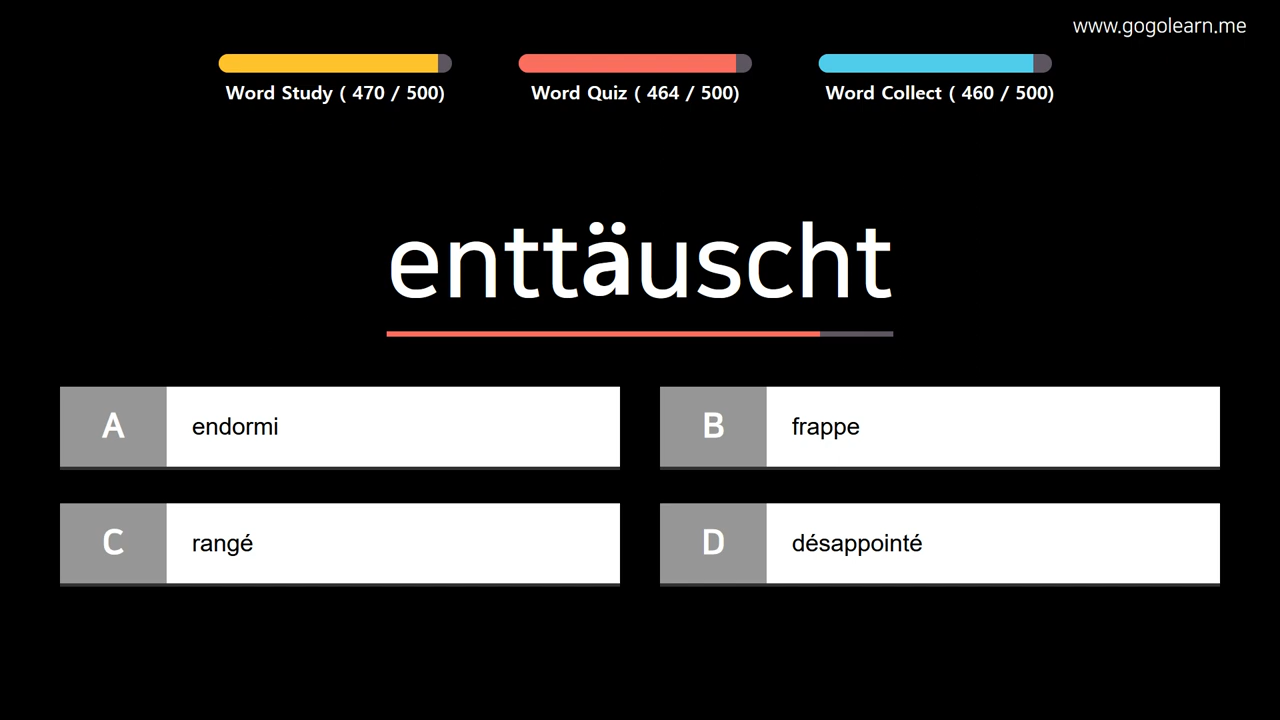 www.gogolearn.me
Word Study ( 470 / 500)
Word Quiz ( 464 / 500)
Word Collect ( 460 / 500)
enttäuscht
A endormi
B frappe
C rangé
D désappointé